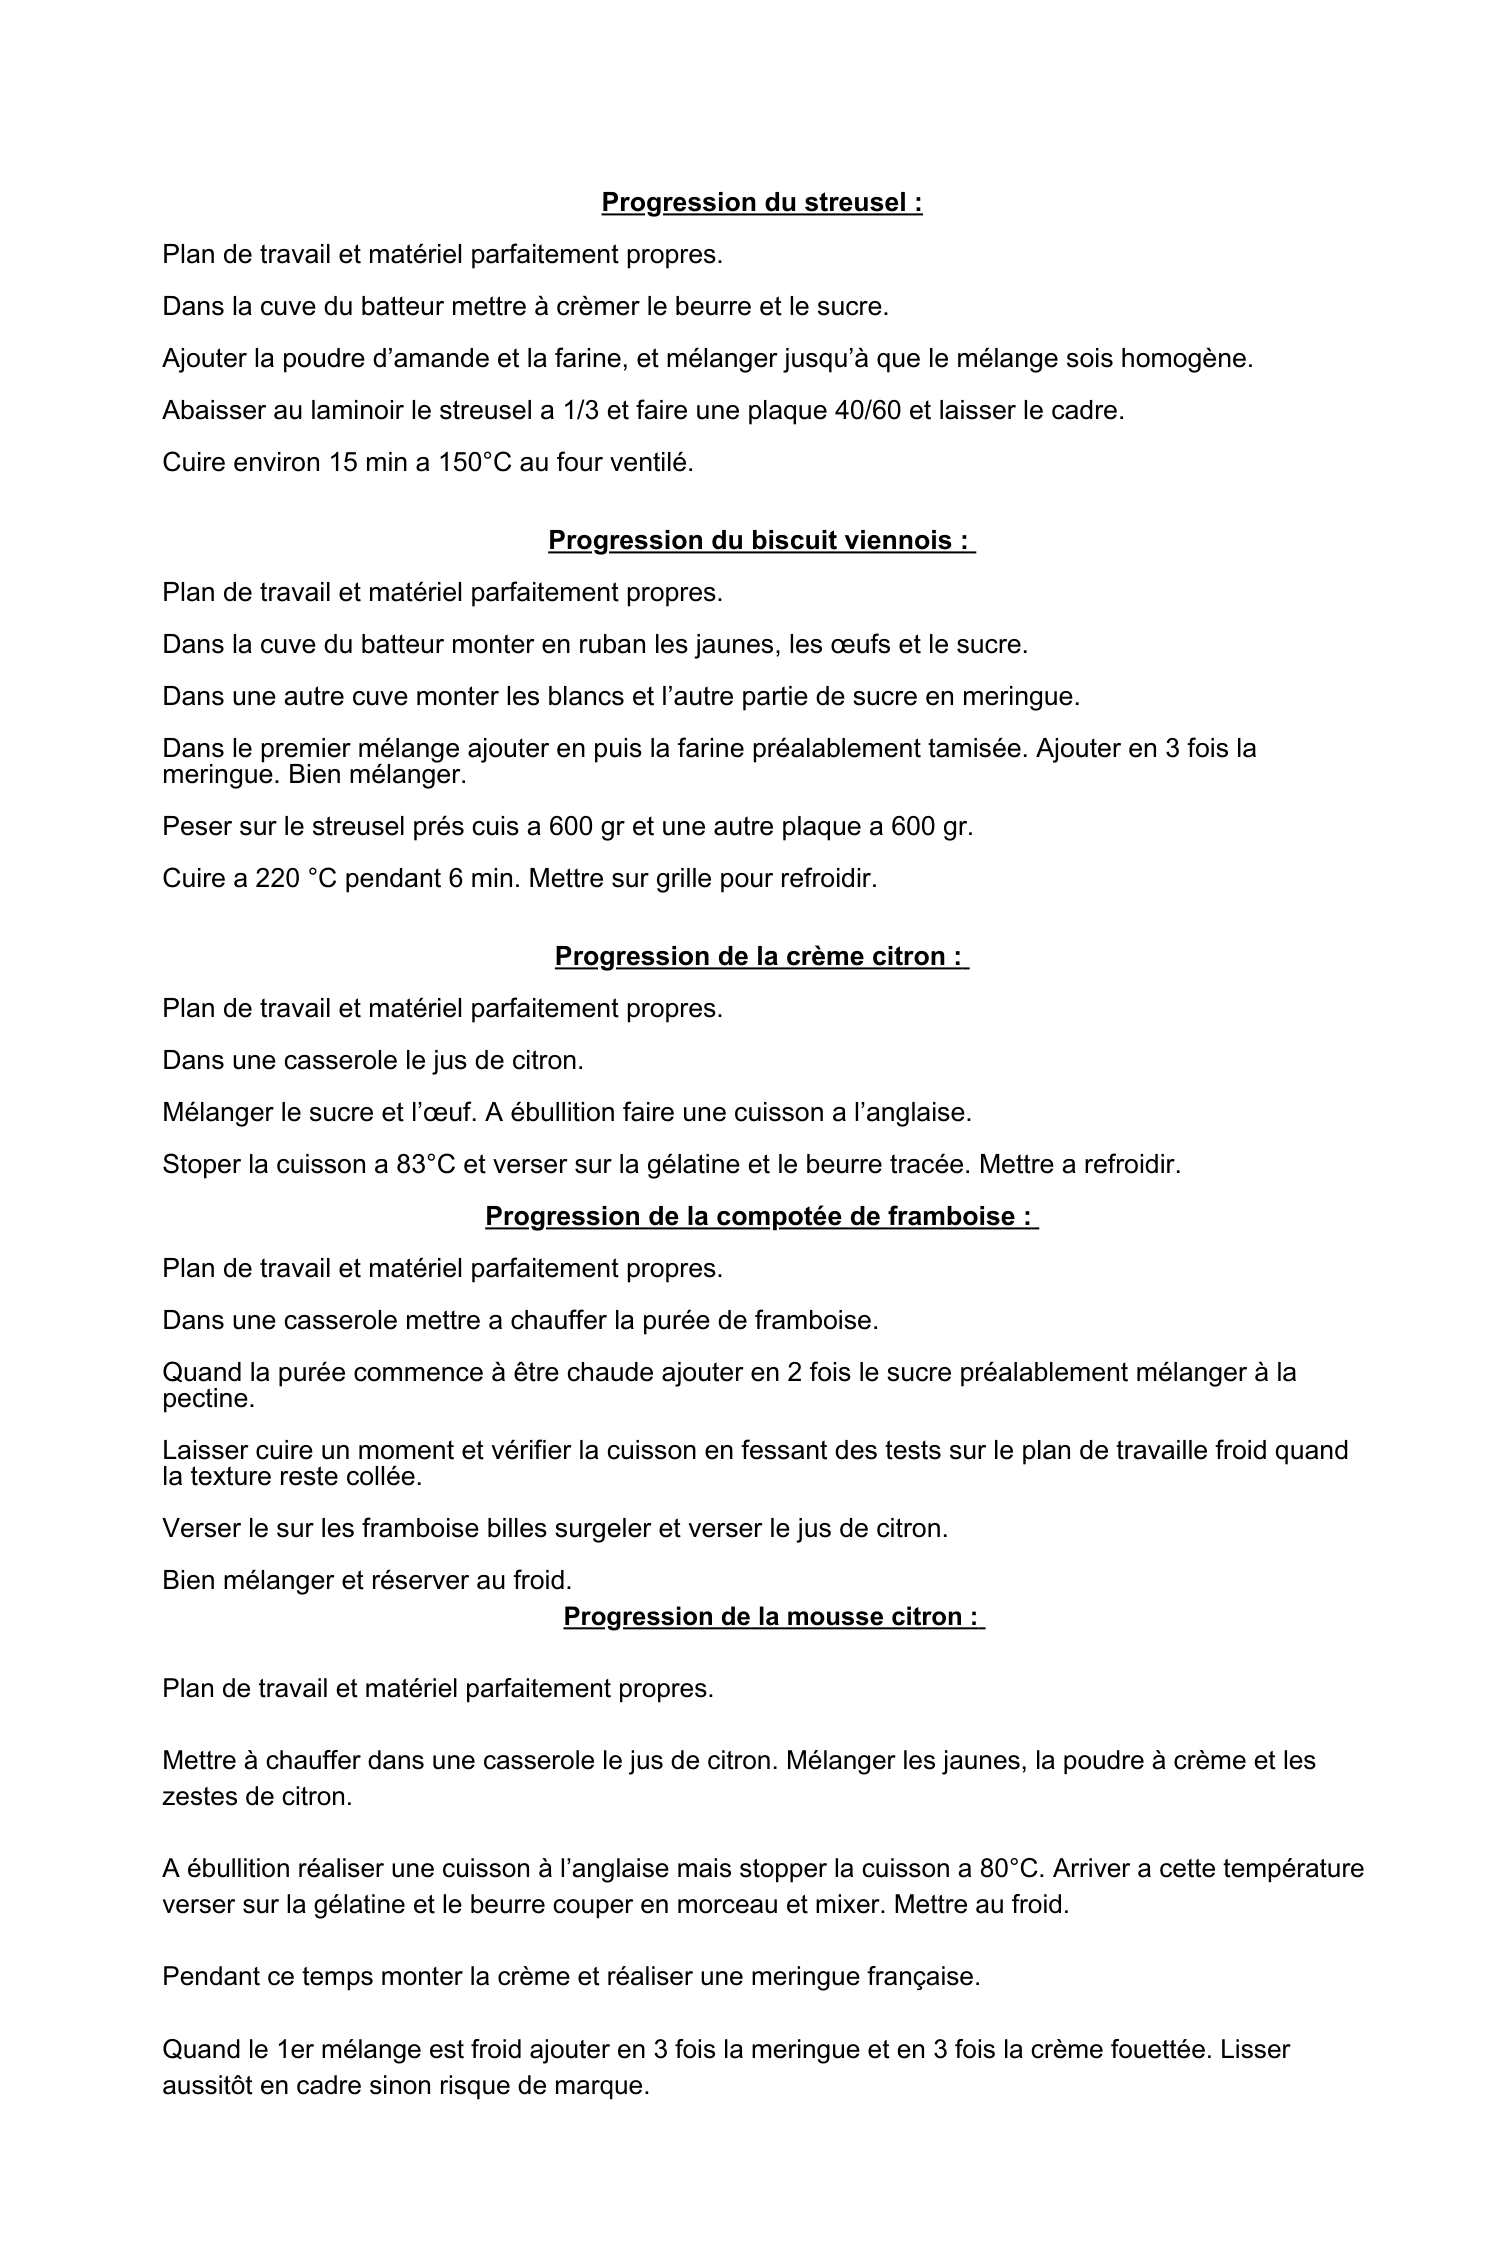 Progression du streusel :
Plan de travail et matériel parfaitement propres.
Dans la cuve du batteur mettre à crèmer le beurre et le sucre.
Ajouter la poudre d’amande et la farine, et mélanger jusqu’à que le mélange sois homogène.
Abaisser au laminoir le streusel a 1/3 et faire une plaque 40/60 et laisser le cadre.
Cuire environ 15 min a 150°C au four ventilé.
Progression du biscuit viennois :
Plan de travail et matériel parfaitement propres.
Dans la cuve du batteur monter en ruban les jaunes, les œufs et le sucre.
Dans une autre cuve monter les blancs et l’autre partie de sucre en meringue.
Dans le premier mélange ajouter en puis la farine préalablement tamisée. Ajouter en 3 fois la
meringue. Bien mélanger.
Peser sur le streusel prés cuis a 600 gr et une autre plaque a 600 gr.
Cuire a 220 °C pendant 6 min. Mettre sur grille pour refroidir.
Progression de la crème citron :
Plan de travail et matériel parfaitement propres.
Dans une casserole le jus de citron.
Mélanger le sucre et l’œuf. A ébullition faire une cuisson a l’anglaise.
Stoper la cuisson a 83°C et verser sur la gélatine et le beurre tracée. Mettre a refroidir.
Progression de la compotée de framboise :
Plan de travail et matériel parfaitement propres.
Dans une casserole mettre a chauffer la purée de framboise.
Quand la purée commence à être chaude ajouter en 2 fois le sucre préalablement mélanger à la
pectine.
Laisser cuire un moment et vérifier la cuisson en fessant des tests sur le plan de travaille froid quand
la texture reste collée.
Verser le sur les framboise billes surgeler et verser le jus de citron.
Bien mélanger et réserver au froid.
Progression de la mousse citron :
Plan de travail et matériel parfaitement propres.
Mettre à chauffer dans une casserole le jus de citron. Mélanger les jaunes, la poudre à crème et les
zestes de citron.
A ébullition réaliser une cuisson à l’anglaise mais stopper la cuisson a 80°C. Arriver a cette température
verser sur la gélatine et le beurre couper en morceau et mixer. Mettre au froid.
Pendant ce temps monter la crème et réaliser une meringue française.
Quand le 1er mélange est froid ajouter en 3 fois la meringue et en 3 fois la crème fouettée. Lisser
aussitôt en cadre sinon risque de marque.